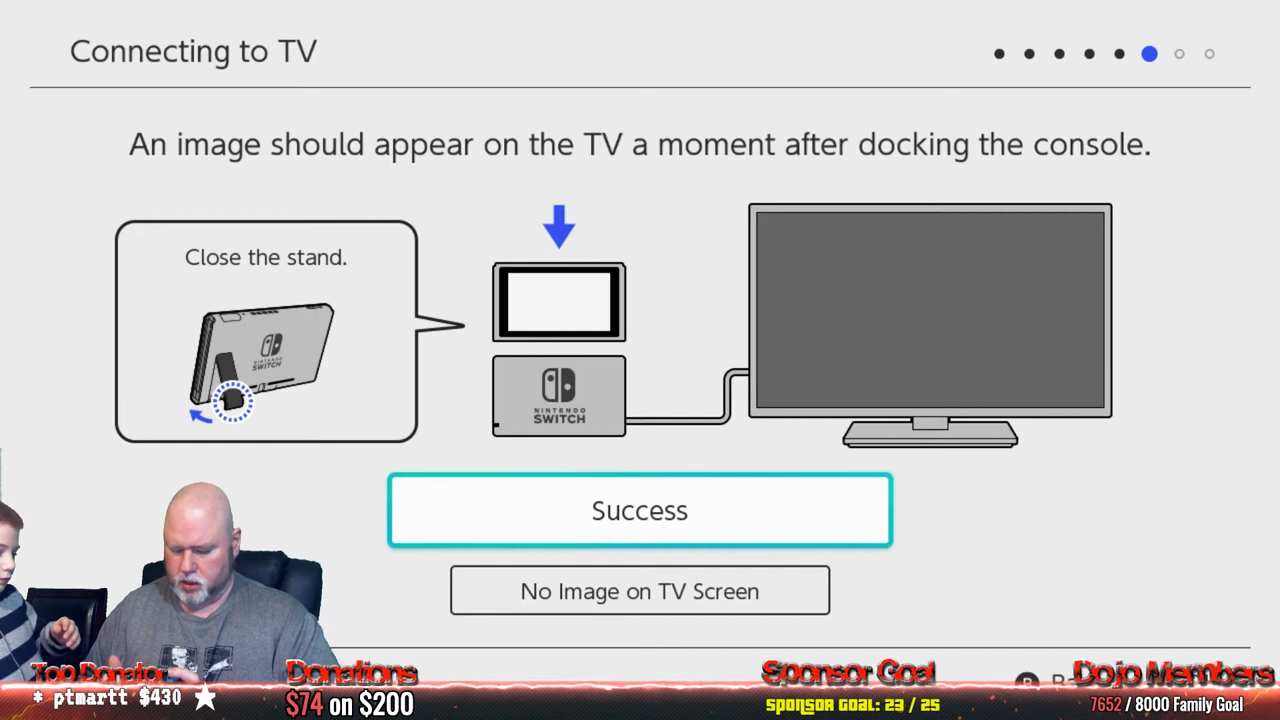 Connecting to TV
An image should appear on the TV a moment after docking the console.
Close the stand.
NINTENDO
SWITCH
NINTENDO
SWITCH
Success
No Image on TV Screen
Top Donator
* ptmartt $430
Donations
$74 on $200
Sponsor Goal
SPONSOR GOAL: 23 / 25
Dojo Members
7652 / 8000 Family Goal